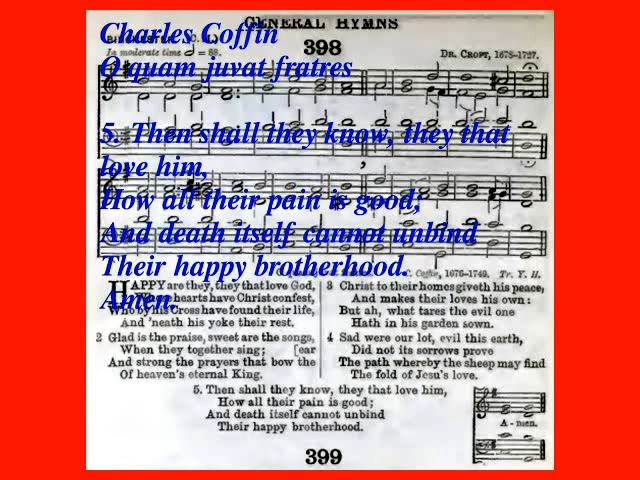 GENERAL HYMNS
Charles Coffin
398
In moderate time = 88.
DR. CROFT, 1678-1727.
O quam juvat fratres
5. Then shall they know, they that
love him,
How all their pain is good;
And death itself cannot unbind
Their happy brotherhood.
Amen.
C. Coffin, 1676-1749. Tr. Y. H.
HAPPY are they, they that love God,
Whose hearts have Christ confest,
Who by his Cross have found their life,
And 'neath his yoke their rest.
2 Glad is the praise, sweet are the songs,
When they together sing; [ear
And strong the prayers that bow the
Of heaven's eternal King.
3 Christ to their homes giveth his peace,
And makes their loves his own:
But ah, what tares the evil one
Hath in his garden sown.
4 Sad were our lot, evil this earth,
Did not its sorrows prove
The path whereby the sheep may find
The fold of Jesu's love.
5. Then shall they know, they that love him,
How all their pain is good;
And death itself cannot unbind
Their happy brotherhood.
A - men.
399